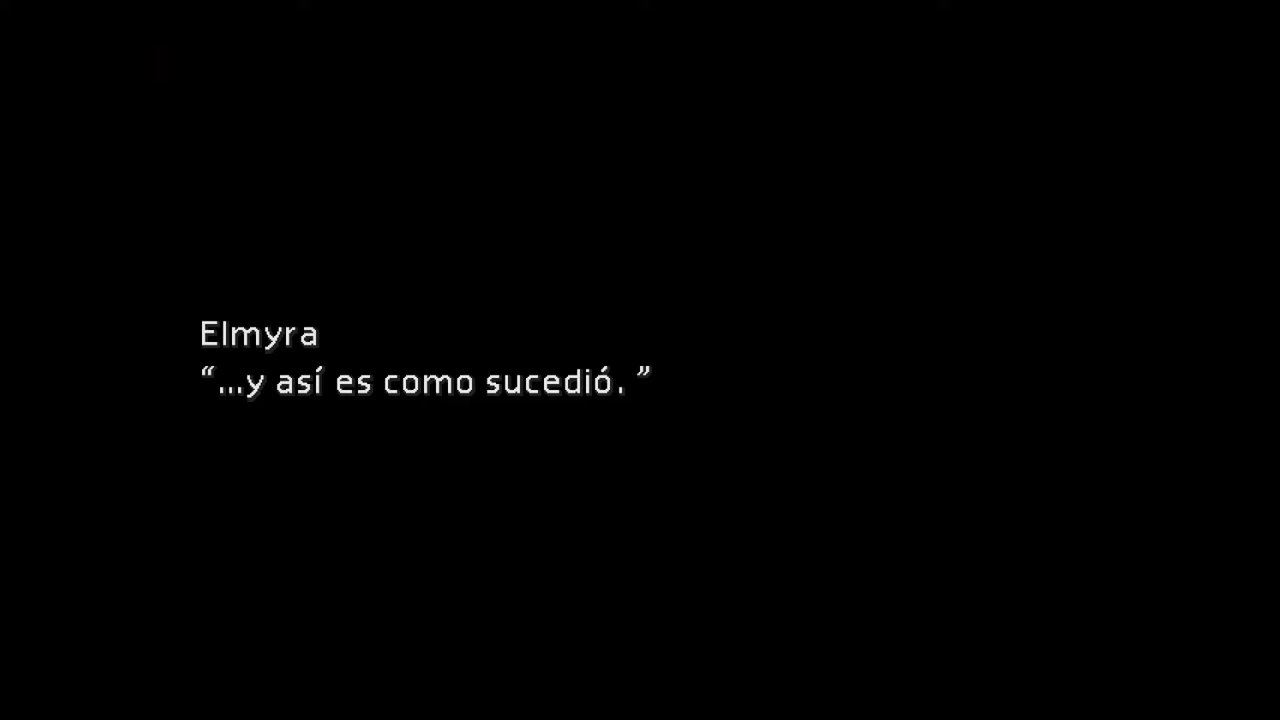 Elmyra
“...y así es como sucedió. ”